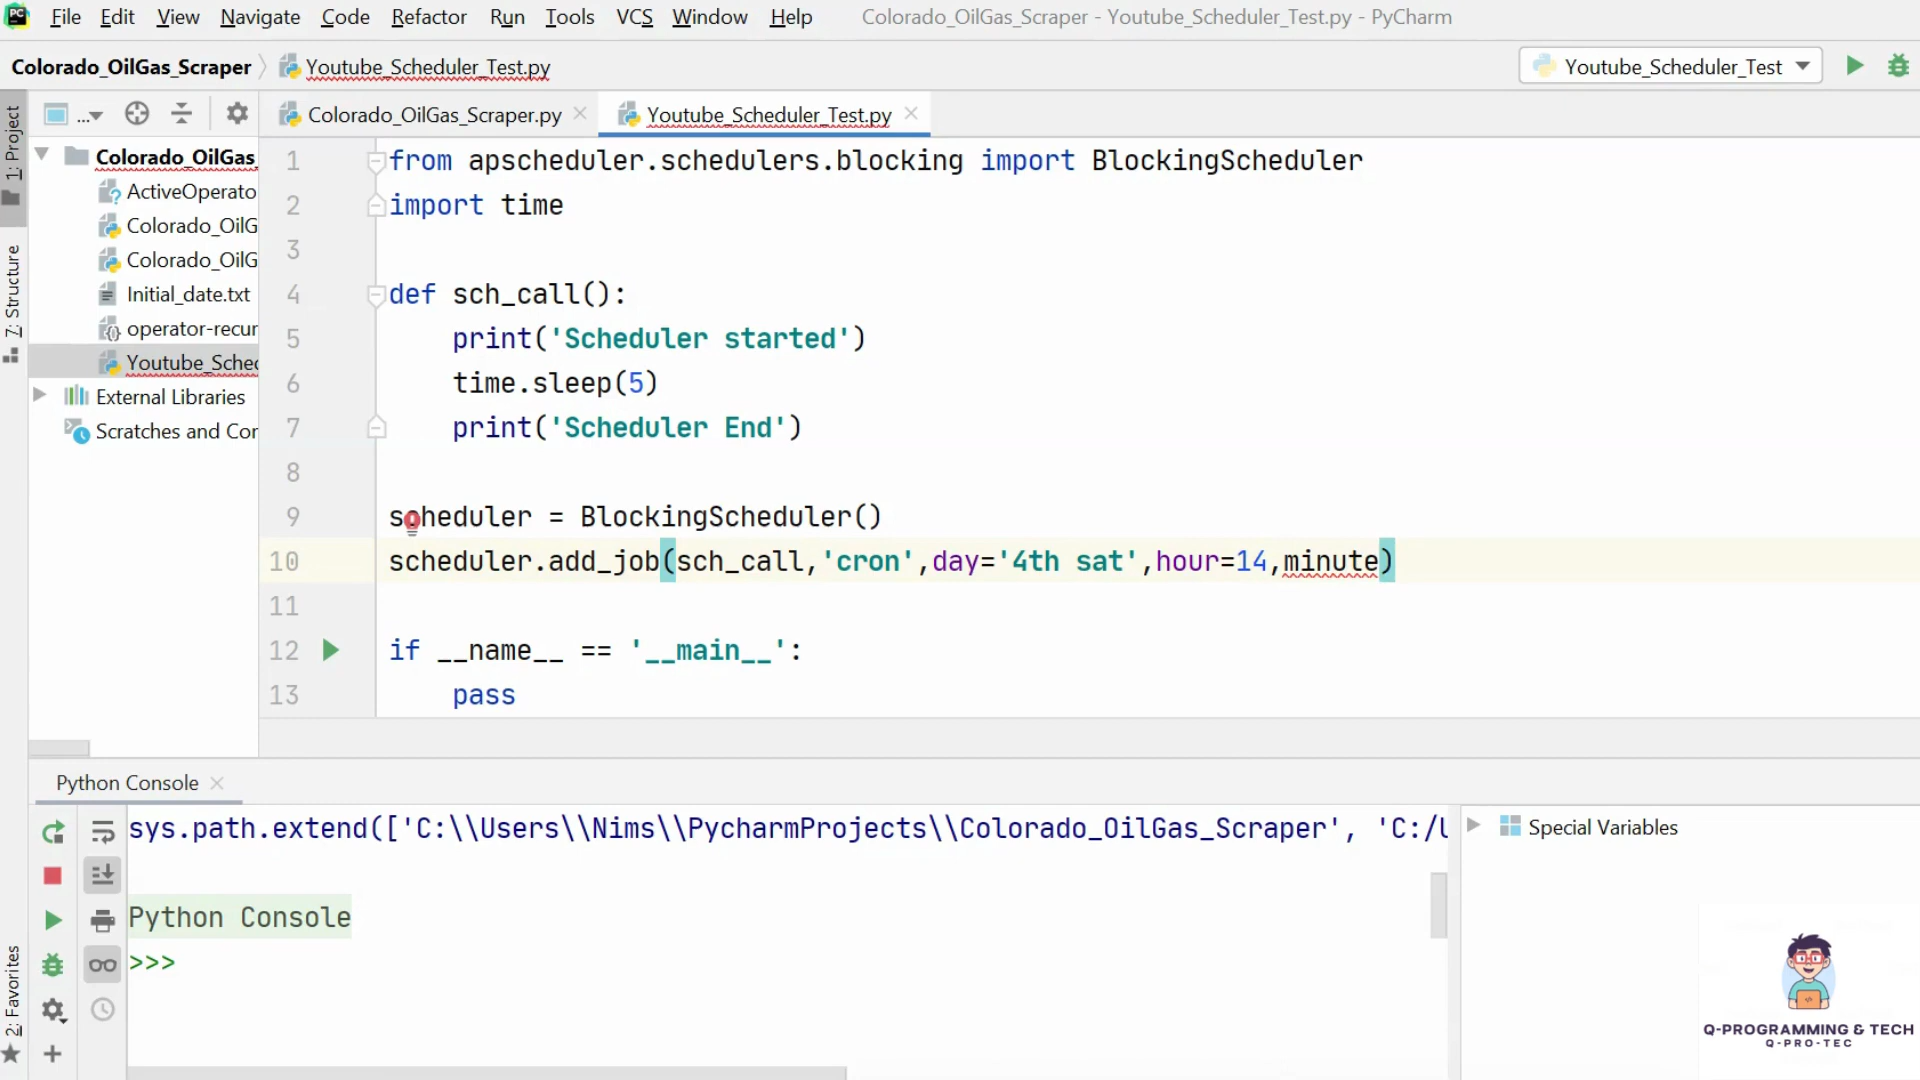 File Edit View Navigate Code Refactor Run Tools VCS Window Help Colorado_OilGas_Scraper - Youtube_Scheduler_Test.py - PyCharm
Colorado_OilGas_Scraper Youtube_Scheduler_Test.py Youtube_Scheduler_Test
... Colorado_OilGas_Scraper.py Youtube_Scheduler_Test.py
1: Project
7: Structure
2: Favorites
Colorado_OilGas_
ActiveOperato
Colorado_OilG
Colorado_OilG
Initial_date.txt
operator-recur
Youtube_Sched
External Libraries
Scratches and Con
1 from apscheduler.schedulers.blocking import BlockingScheduler
2 import time
3
4 def sch_call():
5 print('Scheduler started')
6 time.sleep(5)
7 print('Scheduler End')
8
9 scheduler = BlockingScheduler()
10 scheduler.add_job(sch_call,'cron',day='4th sat',hour=14,minute)
11
12 if __name__ == '__main__':
13 pass
Python Console
sys.path.extend(['C:\\Users\\Nims\\PycharmProjects\\Colorado_OilGas_Scraper', 'C:/U
Python Console
>>>
Special Variables
Q-PROGRAMMING & TECH
Q-PRO-TEC